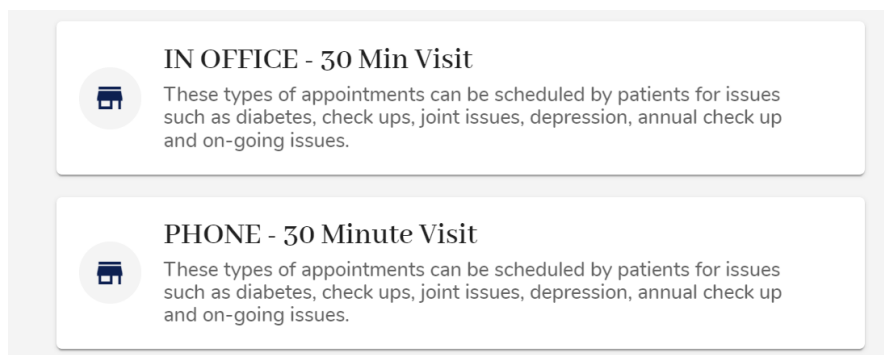 IN OFFICE - 30 Min Visit
These types of appointments can be scheduled by patients for issues
such as diabetes, check ups, joint issues, depression, annual check up
and on-going issues.
PHONE - 30 Minute Visit
These types of appointments can be scheduled by patients for issues
such as diabetes, check ups, joint issues, depression, annual check up
and on-going issues.